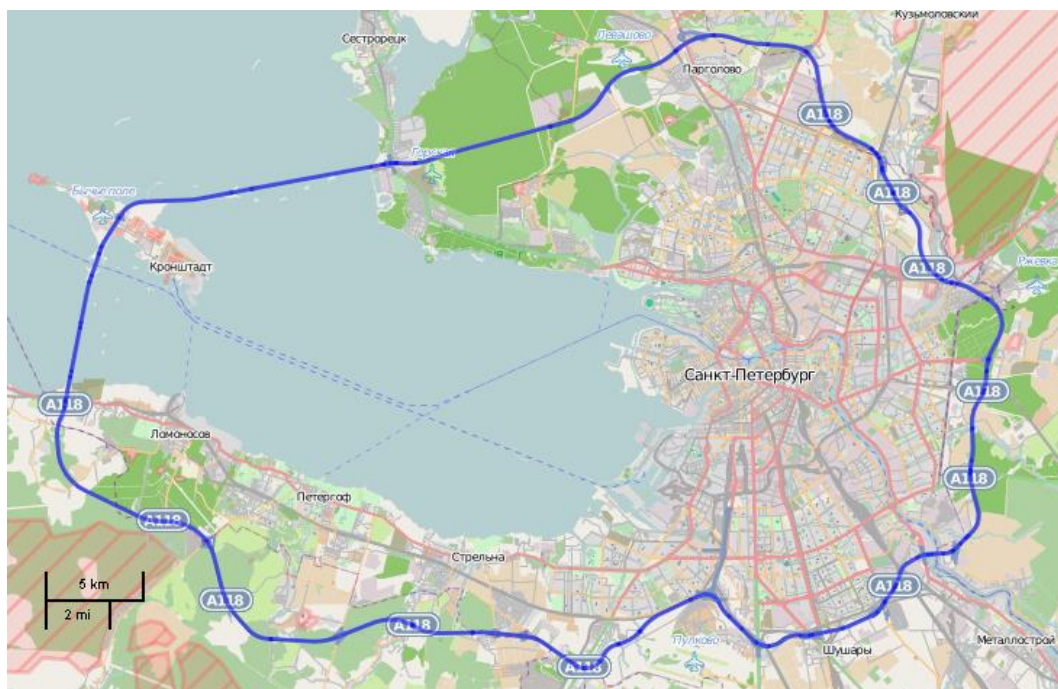 Кузьмоловский
Сестрорецк
Левашово
Парголово
A118
Горская
Бычье поле
A118
Кронштадт
A118
Ржевка
Санкт-Петербург
A118
A118
Ломоносов
A118
Петергоф
A118
Стрельна
5 km
2 mi
A118
A118
A118
Пулково
Шушары
Металлострой
A118